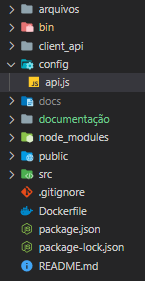 arquivos
bin
client_api
config
api.js
docs
documentação
node_modules
public
src
.gitignore
Dockerfile
package.json
package-lock.json
README.md